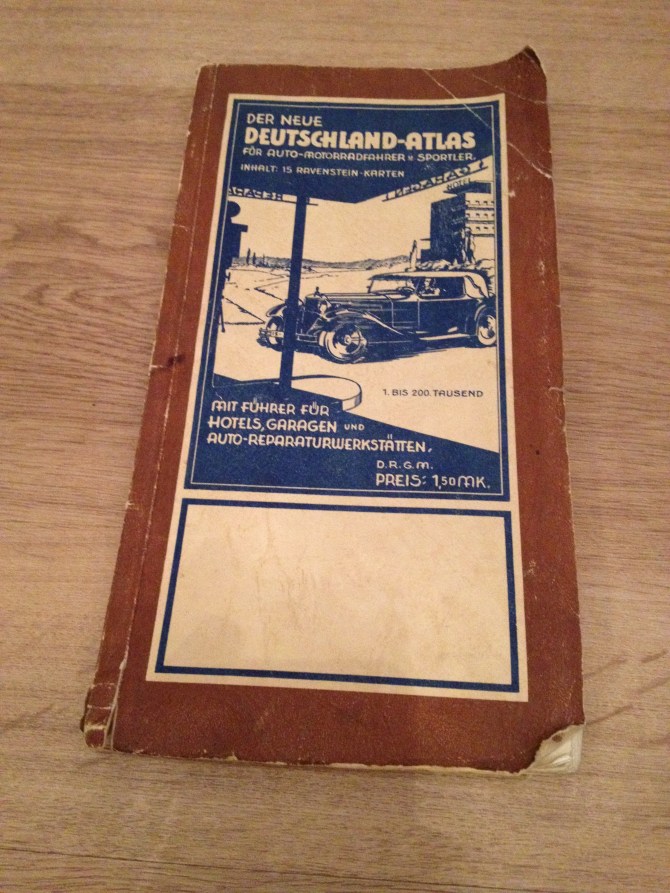 DER NEUE
DEUTSCHLAND-ATLAS
FÜR AUTO-MOTORRADFAHRER U. SPORTLER.
INHALT: 15 RAVENSTEIN-KARTEN
HOTEL
1. BIS 200. TAUSEND
MIT FÜHRER FÜR
HOTELS, GARAGEN UND
AUTO-REPARATURWERKSTÄTTEN,
D.R.G.M.
PREIS: 1,50 MK.